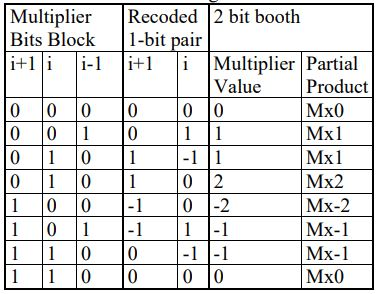 Multiplier Recoded 2 bit booth
Bits Block 1-bit pair
i+1 i i-1 i+1 i Multiplier Partial
Value Product
0 0 0 0 0 0 Mx0
0 0 1 0 1 1 Mx1
0 1 0 1 -1 1 Mx1
0 1 0 1 0 2 Mx2
1 0 0 -1 0 -2 Mx-2
1 0 1 -1 1 -1 Mx-1
1 1 0 0 -1 -1 Mx-1
1 1 0 0 0 0 Mx0